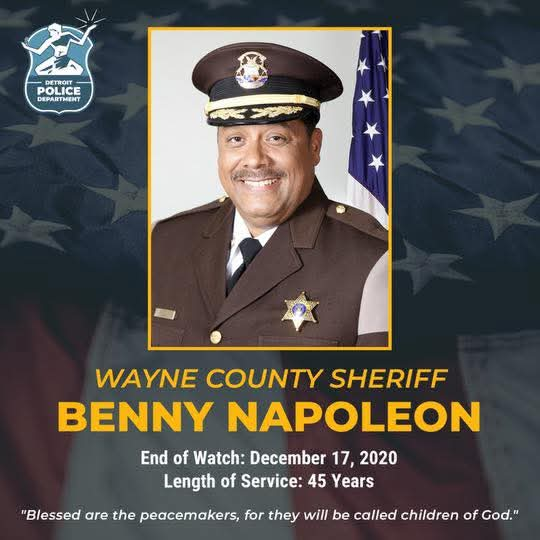 DETROIT
POLICE
DEPARTMENT
WAYNE COUNTY SHERIFF
BENNY NAPOLEON
End of Watch: December 17, 2020
Length of Service: 45 Years
"Blessed are the peacemakers, for they will be called children of God."